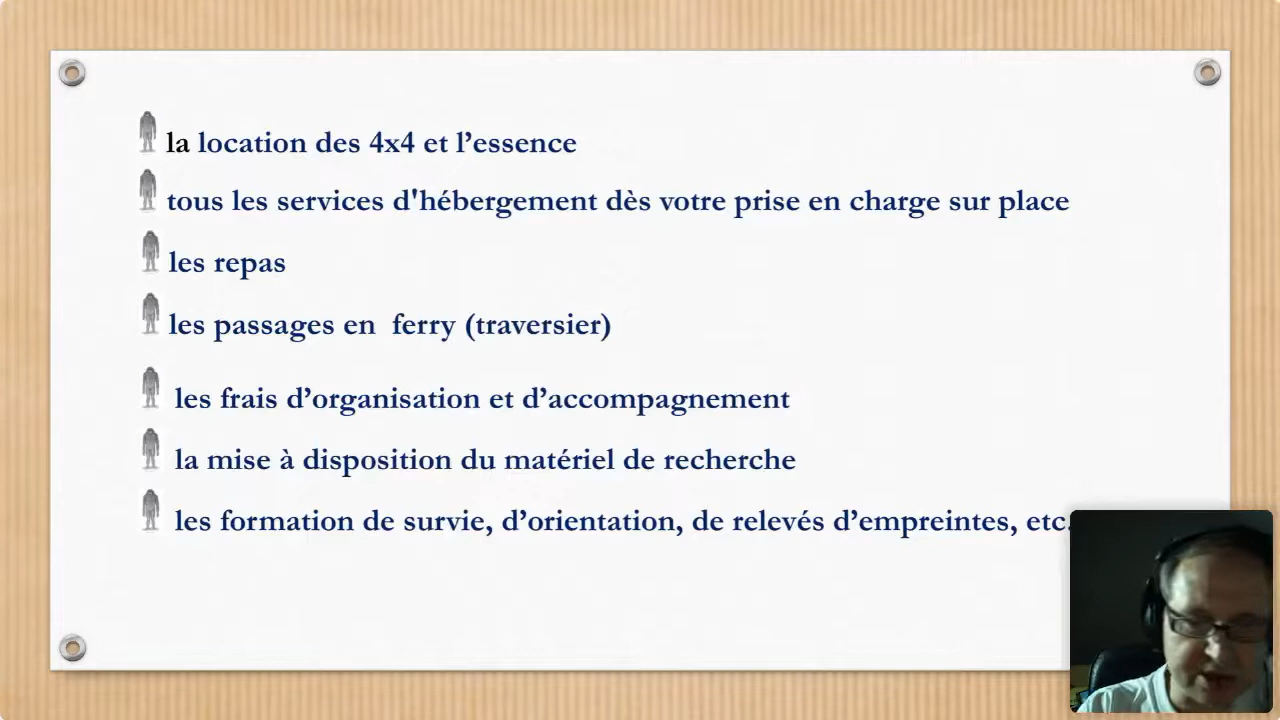 la location des 4x4 et l’essence
tous les services d'hébergement dès votre prise en charge sur place
les repas
les passages en ferry (traversier)
les frais d’organisation et d’accompagnement
la mise à disposition du matériel de recherche
les formation de survie, d’orientation, de relevés d’empreintes, etc.